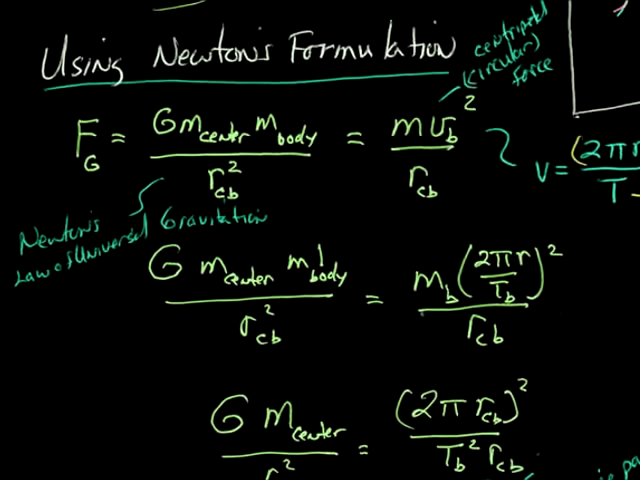 Using Newton's Formulation
centripetal
(circular)
force
F_G = G m_center m_body / r_cb^2 = m v_b^2 / r_cb
v = (2πr / T
Newton's
Law of Universal Gravitation
G m_center m_body / r_cb^2 = m_b (2πr / T_b)^2 / r_cb
G m_center / r^2 = (2π r_cb)^2 / T_b^2 r_cb